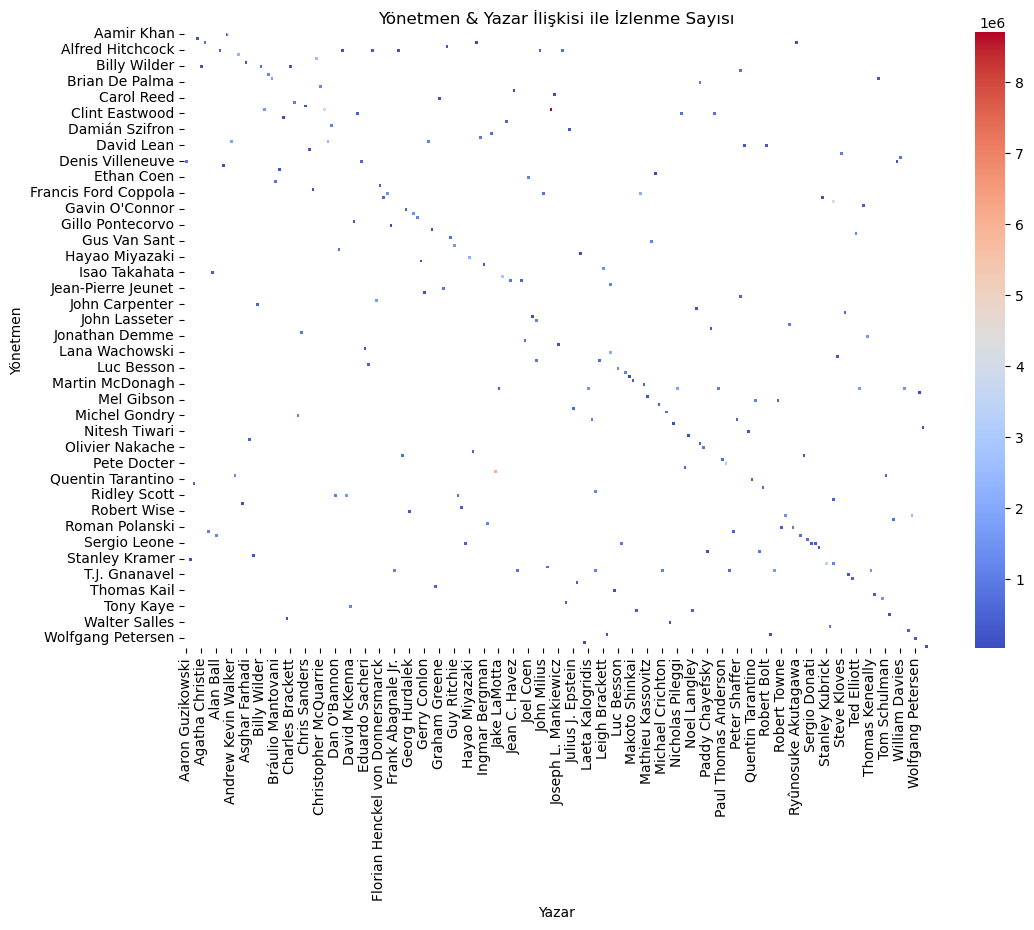 Yönetmen & Yazar İlişkisi ile İzlenme Sayısı
1e6
Yönetmen
Aamir Khan
Alfred Hitchcock
Billy Wilder
Brian De Palma
Carol Reed
Clint Eastwood
Damián Szifron
David Lean
Denis Villeneuve
Ethan Coen
Francis Ford Coppola
Gavin O'Connor
Gillo Pontecorvo
Gus Van Sant
Hayao Miyazaki
Isao Takahata
Jean-Pierre Jeunet
John Carpenter
John Lasseter
Jonathan Demme
Lana Wachowski
Luc Besson
Martin McDonagh
Mel Gibson
Michel Gondry
Nitesh Tiwari
Olivier Nakache
Pete Docter
Quentin Tarantino
Ridley Scott
Robert Wise
Roman Polanski
Sergio Leone
Stanley Kramer
T.J. Gnanavel
Thomas Kail
Tony Kaye
Walter Salles
Wolfgang Petersen
8
7
6
5
4
3
2
1
Aaron Guzikowski
Agatha Christie
Alan Ball
Andrew Kevin Walker
Asghar Farhadi
Billy Wilder
Bráulio Mantovani
Charles Brackett
Chris Sanders
Christopher McQuarrie
Dan O'Bannon
David McKenna
Eduardo Sacheri
Florian Henckel von Donnersmarck
Frank Abagnale Jr.
Georg Hurdalek
Gerry Conlon
Graham Greene
Guy Ritchie
Hayao Miyazaki
Ingmar Bergman
Jake LaMotta
Jean C. Havez
Joel Coen
John Milius
Joseph L. Mankiewicz
Julius J. Epstein
Laeta Kalogridis
Leigh Brackett
Luc Besson
Makoto Shinkai
Mathieu Kassovitz
Michael Crichton
Nicholas Pileggi
Noel Langley
Paddy Chayefsky
Paul Thomas Anderson
Peter Shaffer
Quentin Tarantino
Robert Bolt
Robert Towne
Ryûnosuke Akutagawa
Sergio Donati
Stanley Kubrick
Steve Kloves
Ted Elliott
Thomas Keneally
Tom Schulman
William Davies
Wolfgang Petersen
Yazar